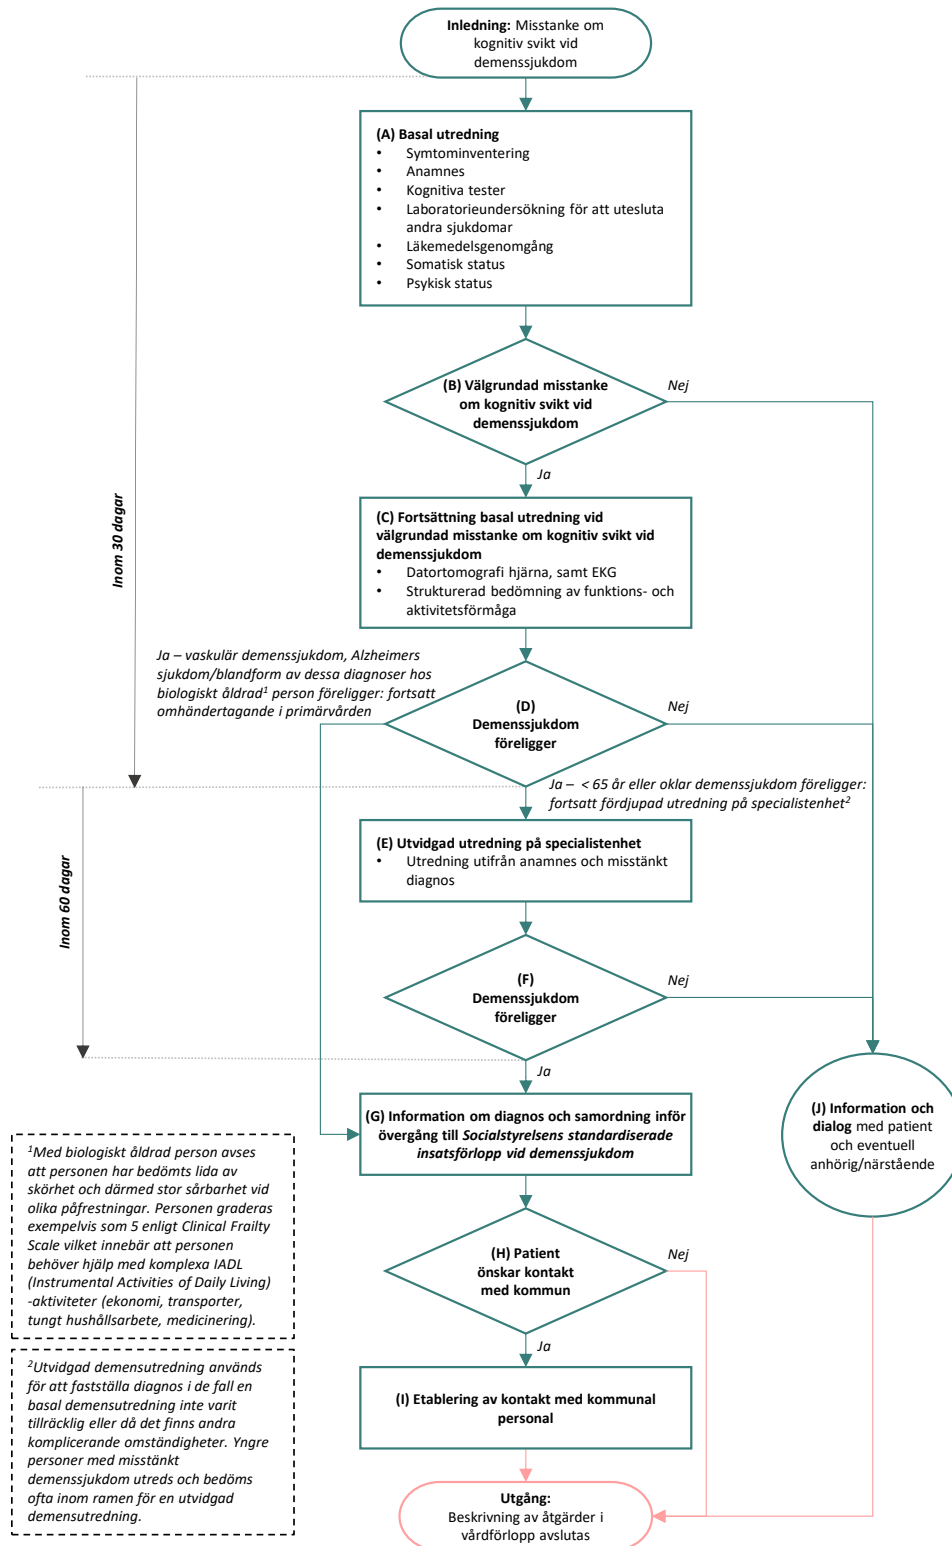 Inledning: Misstanke om
kognitiv svikt vid
demenssjukdom
(A) Basal utredning
• Symtominventering
• Anamnes
• Kognitiva tester
• Laboratorieundersökning för att utesluta
andra sjukdomar
• Läkemedelsgenomgång
• Somatisk status
• Psykisk status
(B) Välgrundad misstanke
om kognitiv svikt vid
demenssjukdom
Nej
Ja
Inom 30 dagar
(C) Fortsättning basal utredning vid
välgrundad misstanke om kognitiv svikt vid
demenssjukdom
• Datortomografi hjärna, samt EKG
• Strukturerad bedömning av funktions- och
aktivitetsförmåga
Ja – vaskulär demenssjukdom, Alzheimers
sjukdom/blandform av dessa diagnoser hos
biologiskt åldrad¹ person föreligger: fortsatt
omhändertagande i primärvården
(D)
Demenssjukdom
föreligger
Nej
Ja – < 65 år eller oklar demenssjukdom föreligger:
fortsatt fördjupad utredning på specialistenhet²
Inom 60 dagar
(E) Utvidgad utredning på specialistenhet
• Utredning utifrån anamnes och misstänkt
diagnos
(F)
Demenssjukdom
föreligger
Nej
Ja
(G) Information om diagnos och samordning inför
övergång till Socialstyrelsens standardiserade
insatsförlopp vid demenssjukdom
(J) Information och
dialog med patient
och eventuell
anhörig/närstående
¹Med biologiskt åldrad person avses
att personen har bedömts lida av
skörhet och därmed stor sårbarhet vid
olika påfrestningar. Personen graderas
exempelvis som 5 enligt Clinical Frailty
Scale vilket innebär att personen
behöver hjälp med komplexa IADL
(Instrumental Activities of Daily Living)
-aktiviteter (ekonomi, transporter,
tungt hushållsarbete, medicinering).
(H) Patient
önskar kontakt
med kommun
Nej
Ja
²Utvidgad demensutredning används
för att fastställa diagnos i de fall en
basal demensutredning inte varit
tillräcklig eller då det finns andra
komplicerande omständigheter. Yngre
personer med misstänkt
demenssjukdom utreds och bedöms
ofta inom ramen för en utvidgad
demensutredning.
(I) Etablering av kontakt med kommunal
personal
Utgång:
Beskrivning av åtgärder i
vårdförlopp avslutas